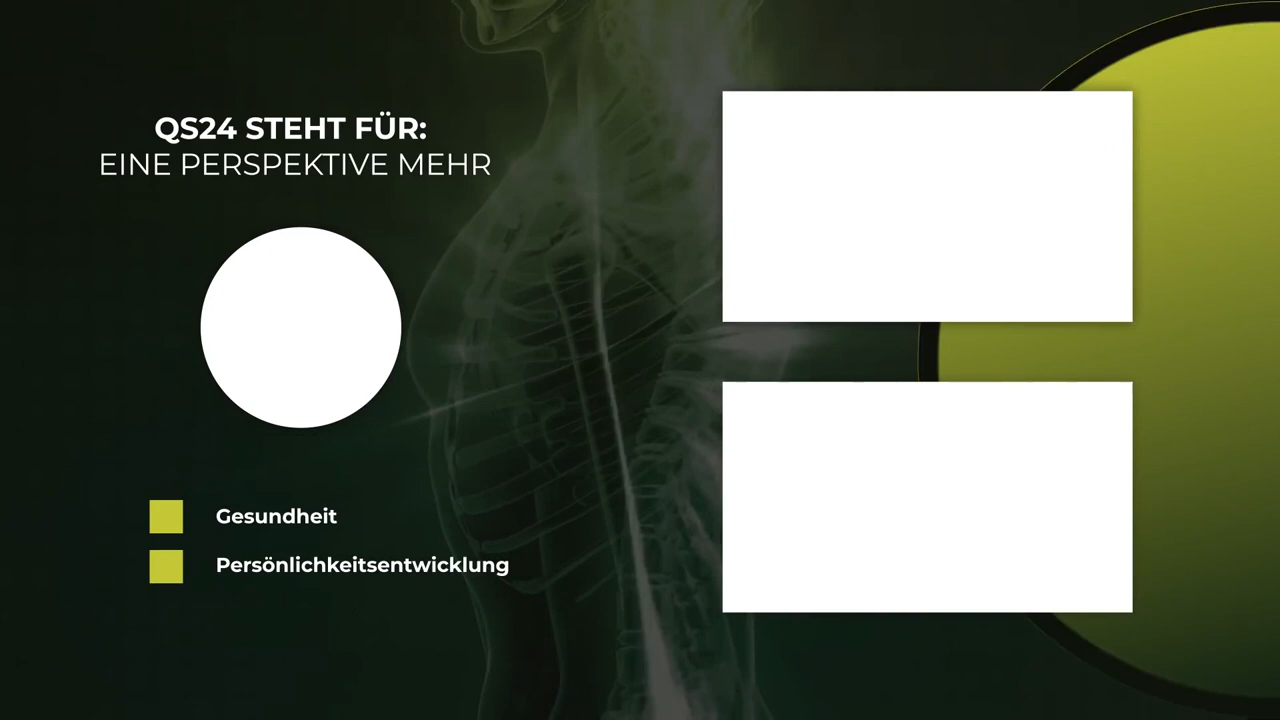 QS24 STEHT FÜR:
EINE PERSPEKTIVE MEHR
Gesundheit
Persönlichkeitsentwicklung